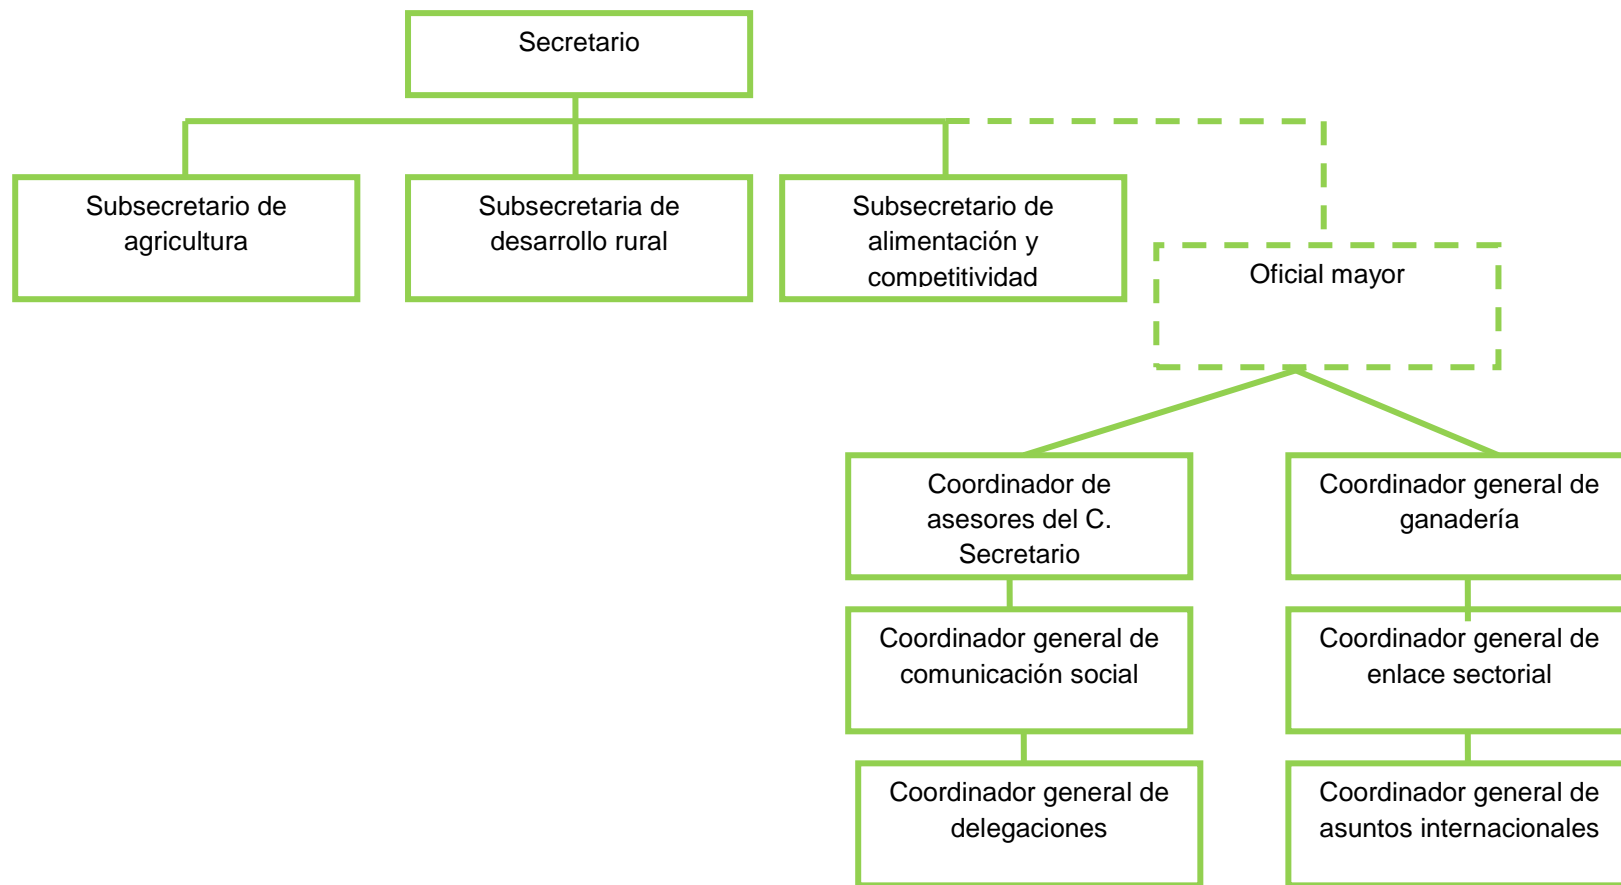 Secretario
Subsecretario de
agricultura
Subsecretaria de
desarrollo rural
Subsecretario de
alimentación y
competitividad
Oficial mayor
Coordinador de
asesores del C.
Secretario
Coordinador general de
ganadería
Coordinador general de
comunicación social
Coordinador general de
enlace sectorial
Coordinador general de
delegaciones
Coordinador general de
asuntos internacionales